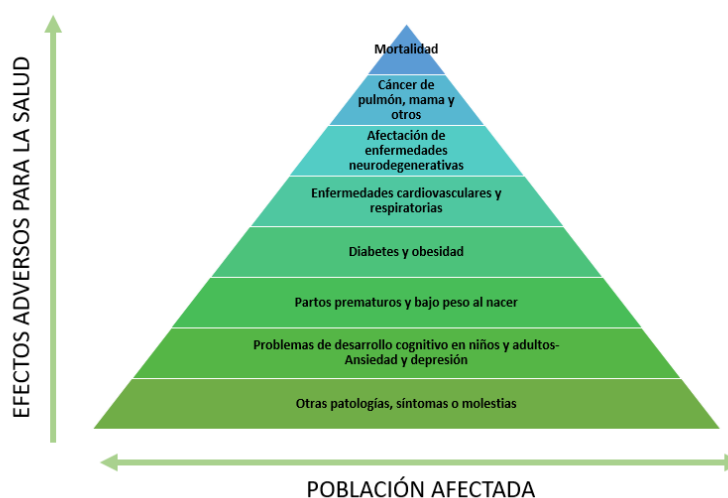 EFECTOS ADVERSOS PARA LA SALUD
Mortalidad
Cáncer de
pulmón, mama y
otros
Afectación de
enfermedades
neurodegenerativas
Enfermedades cardiovasculares y
respiratorias
Diabetes y obesidad
Partos prematuros y bajo peso al nacer
Problemas de desarrollo cognitivo en niños y adultos-
Ansiedad y depresión
Otras patologías, síntomas o molestias
POBLACIÓN AFECTADA